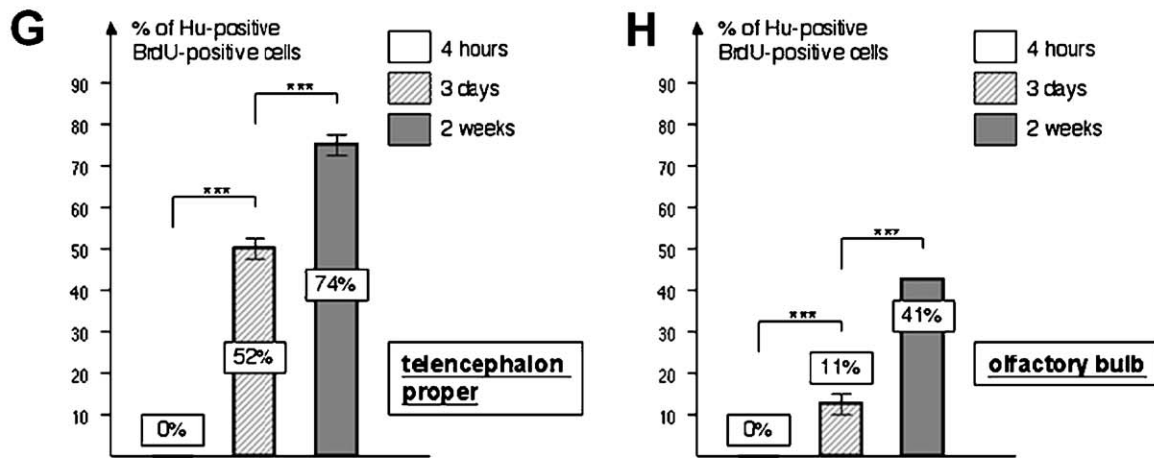 G
% of Hu-positive
BrdU-positive cells
4 hours
3 days
2 weeks
90
80
70
60
50
40
30
20
10
***
***
0%
52%
74%
telencephalon
proper
H
% of Hu-positive
BrdU-positive cells
4 hours
3 days
2 weeks
90
80
70
60
50
40
30
20
10
***
***
0%
11%
41%
olfactory bulb